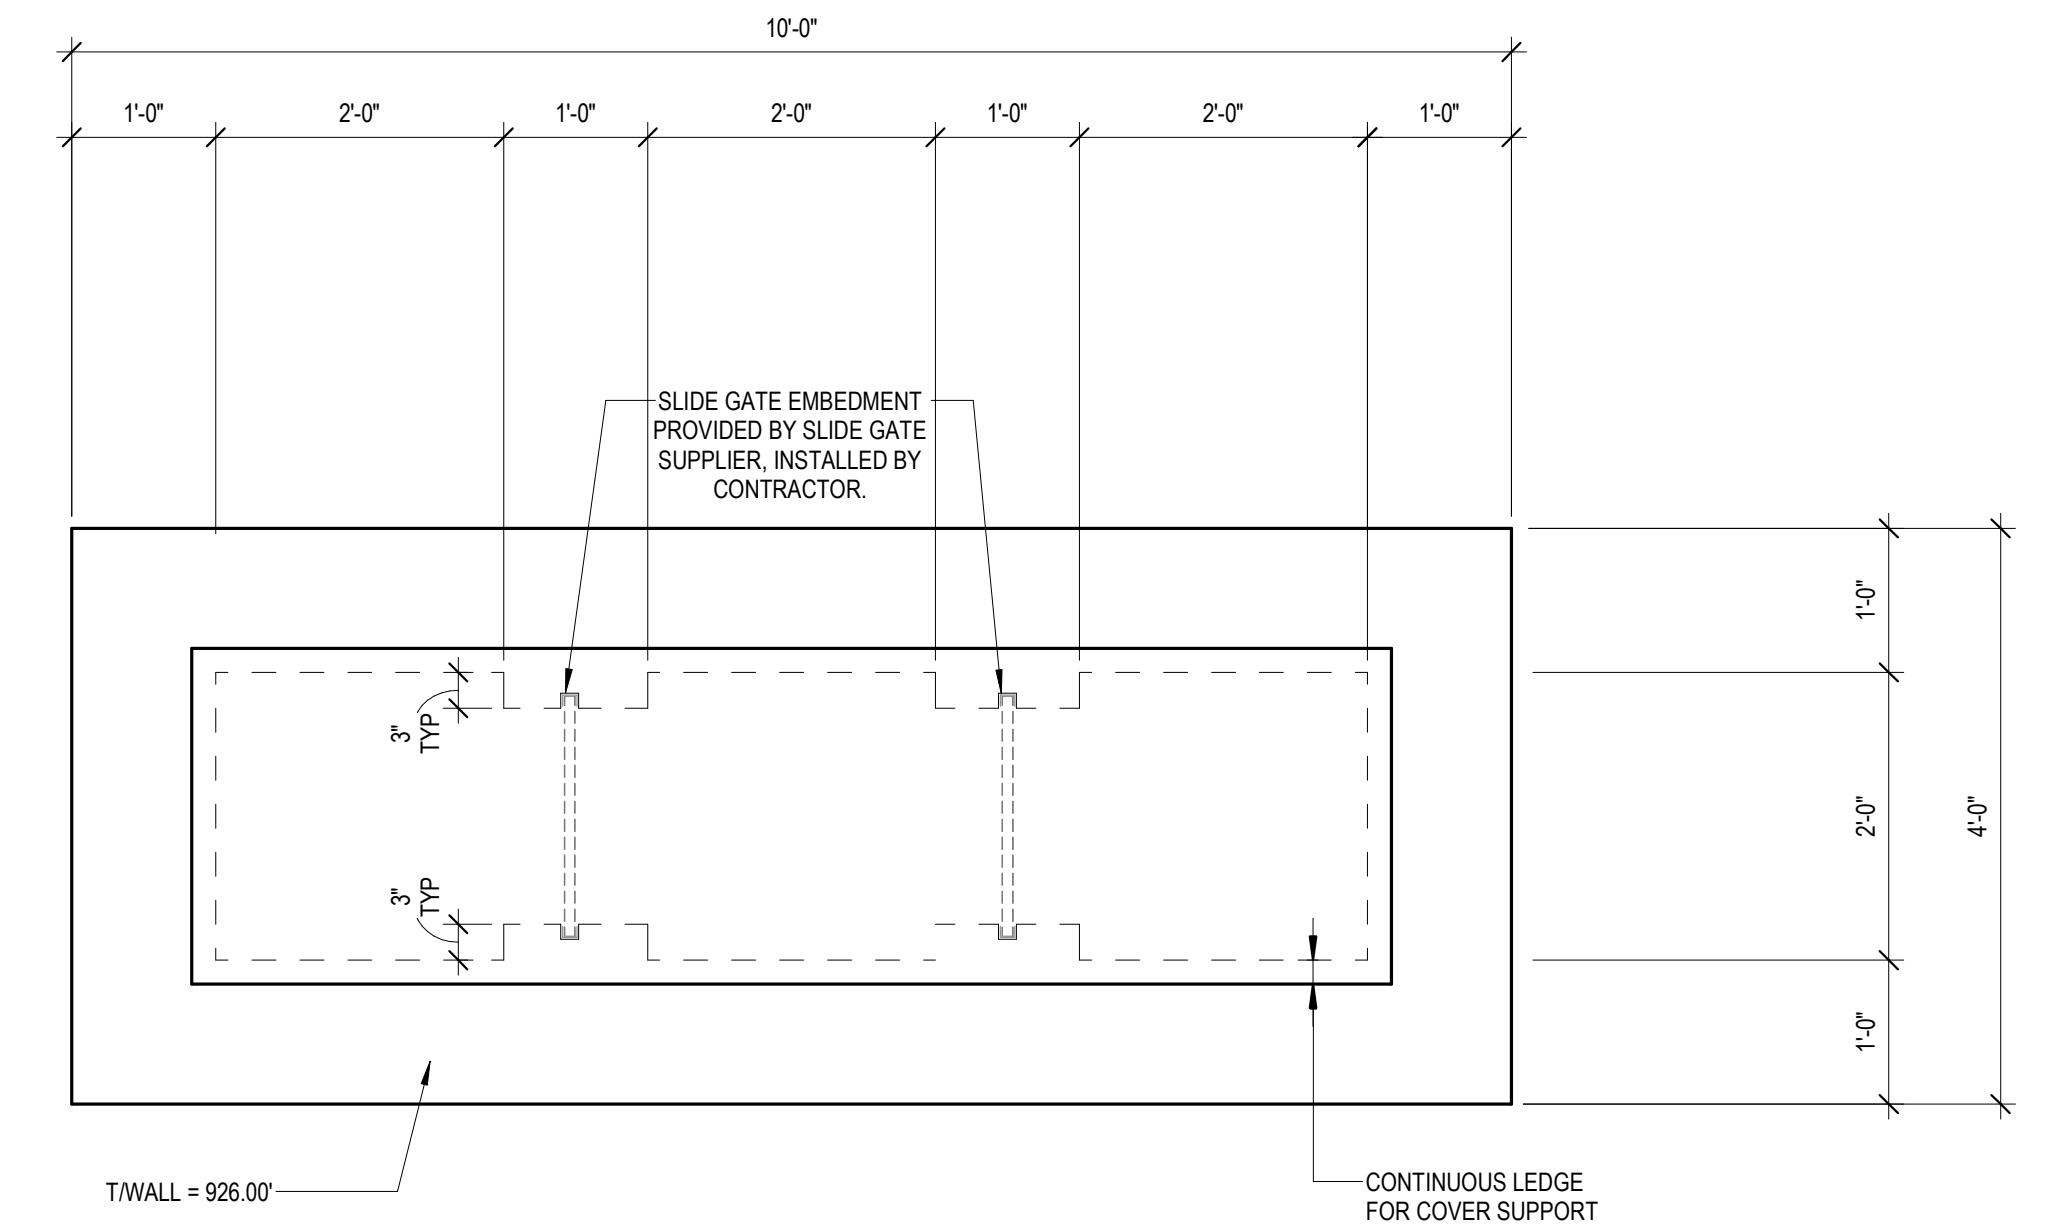 10'-0"
1'-0"
2'-0"
1'-0"
2'-0"
1'-0"
2'-0"
1'-0"
SLIDE GATE EMBEDMENT
PROVIDED BY SLIDE GATE
SUPPLIER, INSTALLED BY
CONTRACTOR.
1'-0"
3"
TYP
2'-0"
4'-0"
3"
TYP
1'-0"
T/WALL = 926.00'
CONTINUOUS LEDGE
FOR COVER SUPPORT